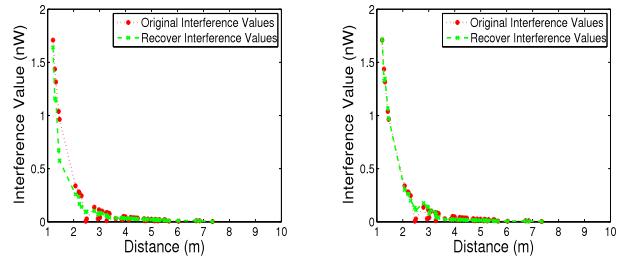 2
Original Interference Values
Recover Interference Values
1.5
1
0.5
0
Interference Value (nW)
1 2 3 4 5 6 7 8 9 10
Distance (m)
2
Original Interference Values
Recover Interference Values
1.5
1
0.5
0
Interference Value (nW)
1 2 3 4 5 6 7 8 9 10
Distance (m)